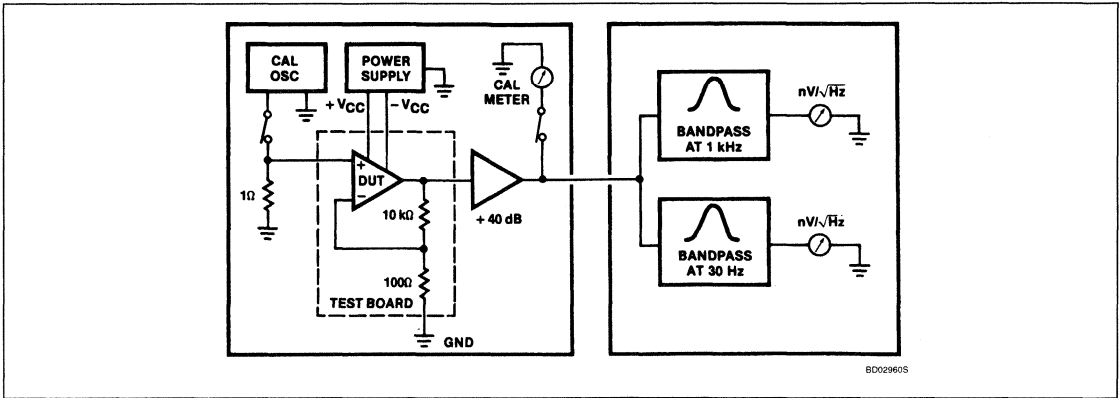 CAL
OSC
POWER
SUPPLY
+ VCC
− VCC
CAL
METER
1Ω
+
−
DUT
10 kΩ
100Ω
TEST BOARD
GND
+ 40 dB
BANDPASS
AT 1 kHz
nV/√Hz
BANDPASS
AT 30 Hz
nV/√Hz
BD02960S